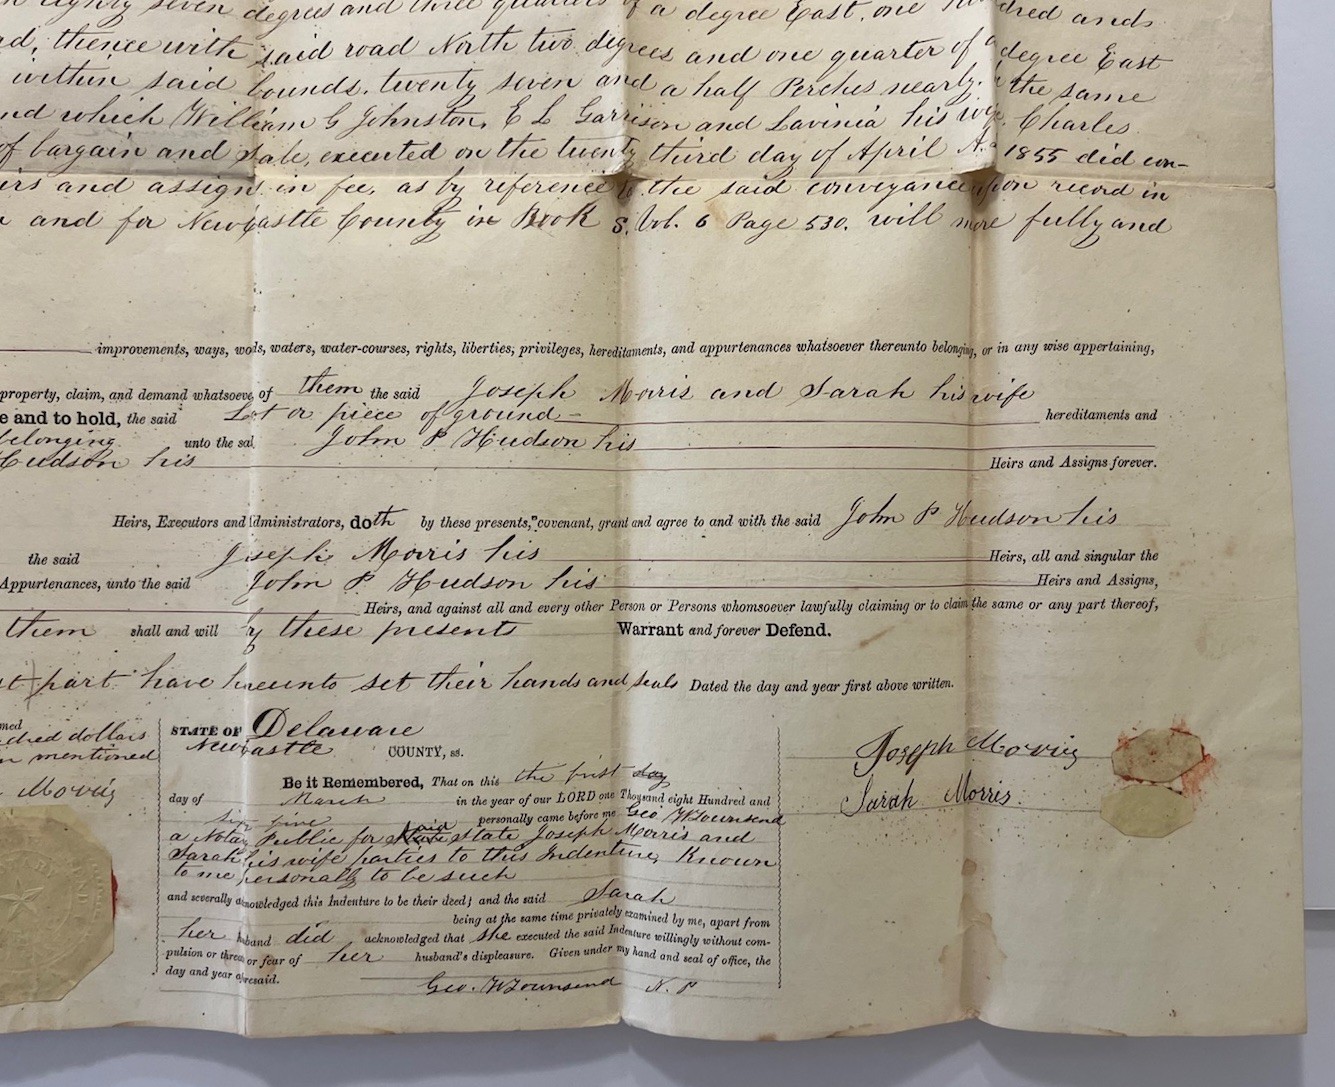 eighty seven degrees and three quarters of a degree East, one hundred and
thence with said road North two degrees and one quarter of a degree East
within said bounds, twenty seven and a half Perches nearly. the same
which William G Johnston, E L Garrison and Lavinia his wife, Charles
of bargain and sale, executed on the twenty third day of April A. 1855 did con-
and assigns in fee, as by reference to the said conveyance upon record in
and for Newcastle County in Book S. Vol. 6 Page 530. will more fully and
improvements, ways, wods, waters, water-courses, rights, liberties, privileges, hereditaments, and appurtenances whatsoever thereunto belonging, or in any wise appertaining,
property, claim, and demand whatsoever of them the said Joseph Morris and Sarah his wife
e and to hold, the said Lot or piece of ground hereditaments and
belonging unto the sai John P Hudson his
Hudson his Heirs and Assigns forever.
Heirs, Executors and Administrators, doth by these presents, covenant, grant and agree to and with the said John P Hudson his
the said Joseph Morris his Heirs, all and singular the
Appurtenances, unto the said John P. Hudson his Heirs and Assigns,
Heirs, and against all and every other Person or Persons whomsoever lawfully claiming or to claim the same or any part thereof,
them shall and will by these presents Warrant and forever Defend.
part have hereunto set their hands and seals Dated the day and year first above written.
med
dred dollars
mentioned
Morris
STATE OF Delaware
Newcastle COUNTY, ss.
Be it Remembered, That on this the first day
day of March in the year of our LORD one Thousand eight Hundred and
five personally came before me Geo W Townsend
a Notary Public for said State Joseph Morris and
Sarah his wife parties to this Indenture, Known
to me personally to be such
and severally acknowledged this Indenture to be their deed; and the said Sarah
being at the same time privately examined by me, apart from
her husband did acknowledged that she executed the said Indenture willingly without com-
pulsion or threats or fear of her husband's displeasure. Given under my hand and seal of office, the
day and year aforesaid.
Geo. W Townsend N. P
Joseph Morris
Sarah Morris.